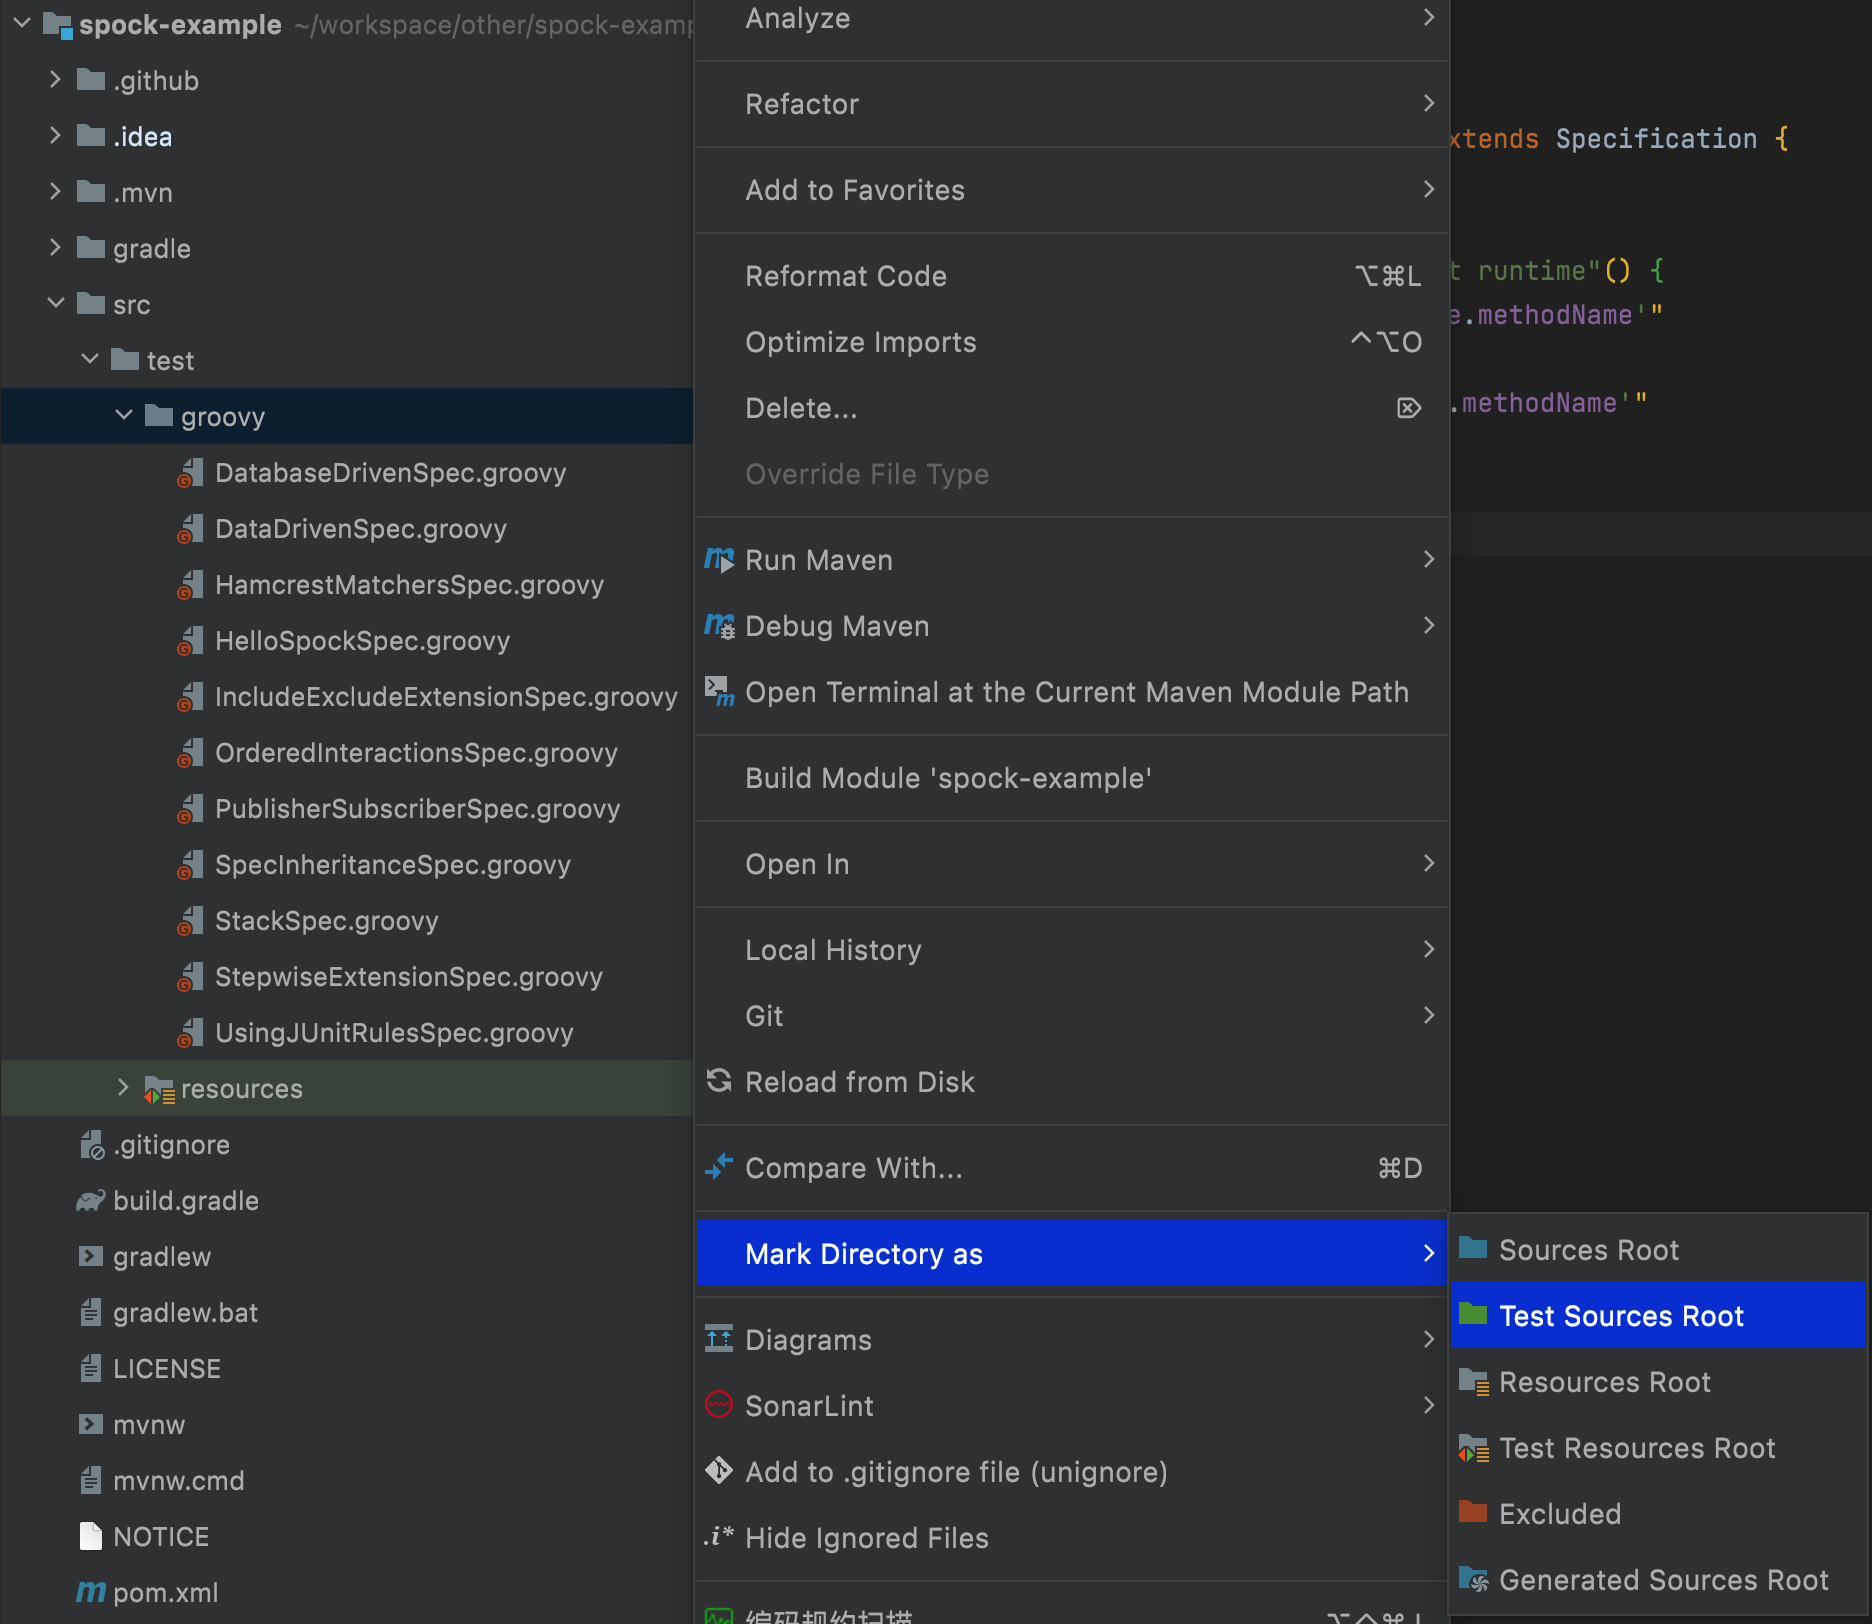 spock-example ~/workspace/other/spock-examp
.github
.idea
.mvn
gradle
src
test
groovy
DatabaseDrivenSpec.groovy
DataDrivenSpec.groovy
HamcrestMatchersSpec.groovy
HelloSpockSpec.groovy
IncludeExcludeExtensionSpec.groovy
OrderedInteractionsSpec.groovy
PublisherSubscriberSpec.groovy
SpecInheritanceSpec.groovy
StackSpec.groovy
StepwiseExtensionSpec.groovy
UsingJUnitRulesSpec.groovy
resources
.gitignore
build.gradle
gradlew
gradlew.bat
LICENSE
mvnw
mvnw.cmd
NOTICE
pom.xml
Analyze
Refactor
Add to Favorites
Reformat Code ⌥⌘L
Optimize Imports ^⌥O
Delete... ⌦
Override File Type
Run Maven
Debug Maven
Open Terminal at the Current Maven Module Path
Build Module 'spock-example'
Open In
Local History
Git
Reload from Disk
Compare With... ⌘D
Mark Directory as
Diagrams
SonarLint
Add to .gitignore file (unignore)
.i* Hide Ignored Files
编码规约扫描 ⌥^⌘J
xtends Specification {
t runtime"() {
e.methodName'"
.methodName'"
Sources Root
Test Sources Root
Resources Root
Test Resources Root
Excluded
Generated Sources Root